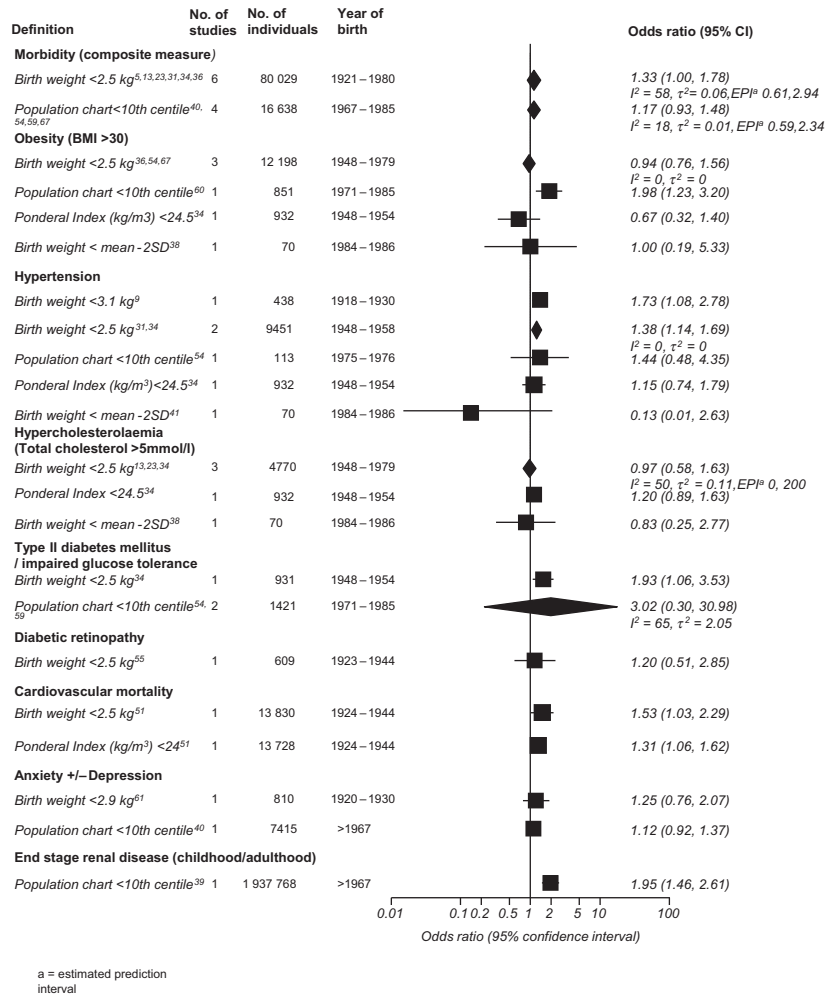 Definition No. of studies No. of individuals Year of birth Odds ratio (95% CI)
Morbidity (composite measure)
Birth weight <2.5 kg5,13,23,31,34,36 6 80 029 1921–1980 1.33 (1.00, 1.78)
I2 = 58, τ2= 0.06,EPIa 0.61,2.94
Population chart<10th centile40, 54,59,67 4 16 638 1967–1985 1.17 (0.93, 1.48)
I2 = 18, τ2 = 0.01,EPIa 0.59,2.34
Obesity (BMI >30)
Birth weight <2.5 kg36,54,67 3 12 198 1948–1979 0.94 (0.76, 1.56)
I2 = 0, τ2 = 0
Population chart <10th centile60 1 851 1971–1985 1.98 (1.23, 3.20)
Ponderal Index (kg/m3) <24.534 1 932 1948–1954 0.67 (0.32, 1.40)
Birth weight < mean-2SD38 1 70 1984–1986 1.00 (0.19, 5.33)
Hypertension
Birth weight <3.1 kg9 1 438 1918–1930 1.73 (1.08, 2.78)
Birth weight <2.5 kg31,34 2 9451 1948–1958 1.38 (1.14, 1.69)
I2 = 0, τ2 = 0
Population chart <10th centile54 1 113 1975–1976 1.44 (0.48, 4.35)
Ponderal Index (kg/m3)<24.534 1 932 1948–1954 1.15 (0.74, 1.79)
Birth weight < mean-2SD41 1 70 1984–1986 0.13 (0.01, 2.63)
Hypercholesterolaemia
(Total cholesterol >5mmol/l)
Birth weight <2.5 kg13,23,34 3 4770 1948–1979 0.97 (0.58, 1.63)
I2 = 50, τ2 = 0.11,EPIa 0, 200
Ponderal Index <24.534 1 932 1948–1954 1.20 (0.89, 1.63)
Birth weight < mean-2SD38 1 70 1984–1986 0.83 (0.25, 2.77)
Type II diabetes mellitus
/ impaired glucose tolerance
Birth weight <2.5 kg34 1 931 1948–1954 1.93 (1.06, 3.53)
Population chart <10th centile54, 59 2 1421 1971–1985 3.02 (0.30, 30.98)
I2 = 65, τ2 = 2.05
Diabetic retinopathy
Birth weight <2.5 kg55 1 609 1923–1944 1.20 (0.51, 2.85)
Cardiovascular mortality
Birth weight <2.5 kg51 1 13 830 1924–1944 1.53 (1.03, 2.29)
Ponderal Index (kg/m3) <2451 1 13 728 1924–1944 1.31 (1.06, 1.62)
Anxiety +/–Depression
Birth weight <2.9 kg61 1 810 1920–1930 1.25 (0.76, 2.07)
Population chart <10th centile40 1 7415 >1967 1.12 (0.92, 1.37)
End stage renal disease (childhood/adulthood)
Population chart <10th centile39 1 1 937 768 >1967 1.95 (1.46, 2.61)
0.01 0.1 0.2 0.5 1 2 5 10 100
Odds ratio (95% confidence interval)
a = estimated prediction
interval